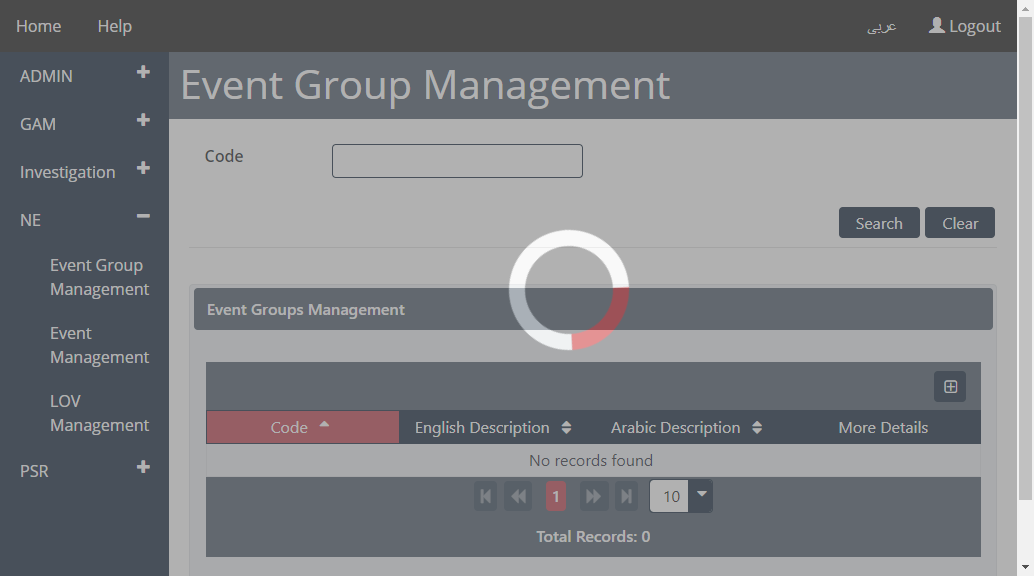 Home Help عربى Logout
Event Group Management
ADMIN
GAM
Investigation
NE
Event Group
Management
Event
Management
LOV
Management
PSR
Code
Search Clear
Event Groups Management
Code English Description Arabic Description More Details
No records found
1 10
Total Records: 0